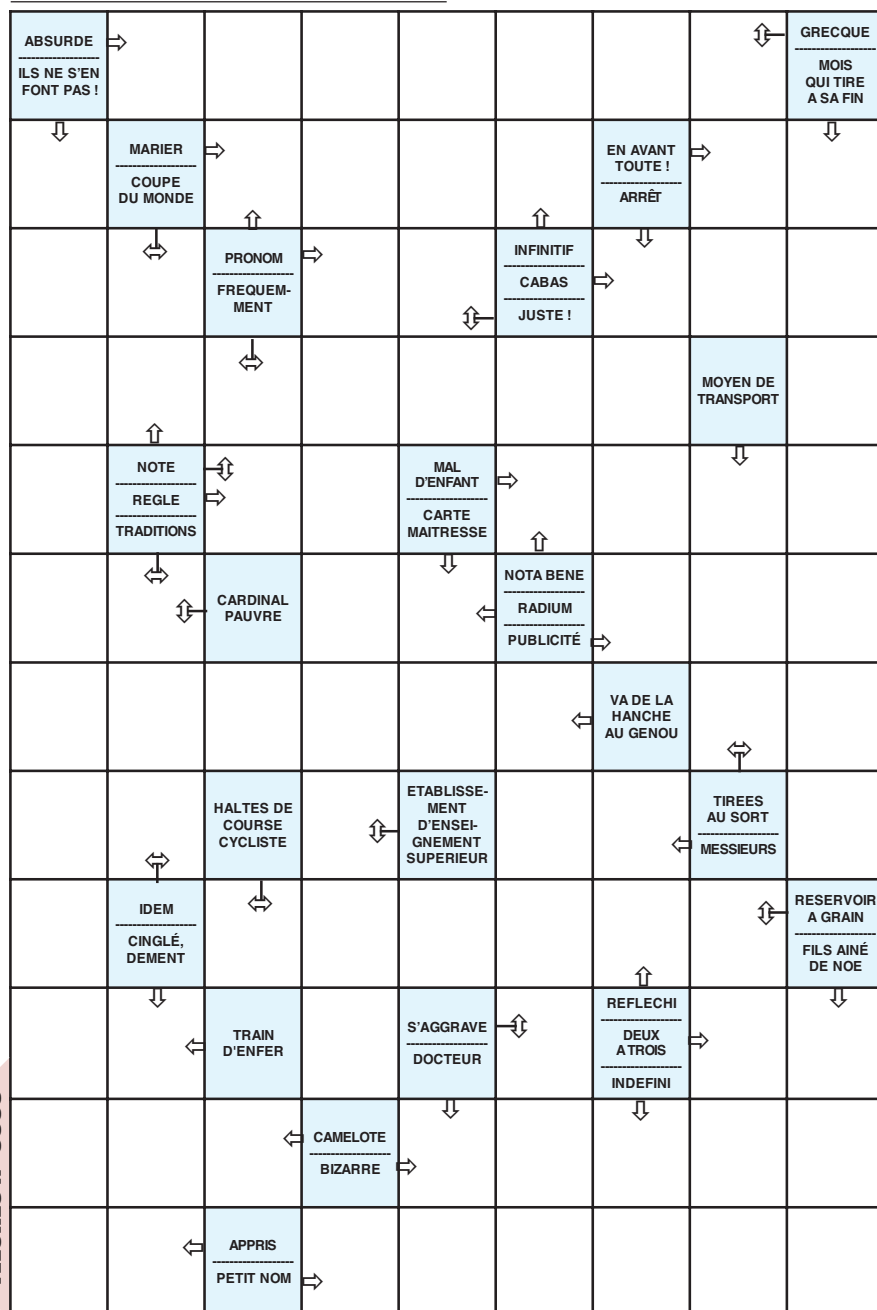 ABSURDE
ILS NE S'EN
FONT PAS !
GRECQUE
MOIS
QUI TIRE
A SA FIN
MARIER
COUPE
DU MONDE
EN AVANT
TOUTE !
ARRÊT
PRONOM
FREQUEM-
MENT
INFINITIF
CABAS
JUSTE !
MOYEN DE
TRANSPORT
NOTE
REGLE
TRADITIONS
MAL
D'ENFANT
CARTE
MAITRESSE
CARDINAL
PAUVRE
NOTA BENE
RADIUM
PUBLICITÉ
VA DE LA
HANCHE
AU GENOU
HALTES DE
COURSE
CYCLISTE
ETABLISSE-
MENT
D'ENSEI-
GNEMENT
SUPERIEUR
TIREES
AU SORT
MESSIEURS
IDEM
CINGLÉ,
DEMENT
RESERVOIR
A GRAIN
FILS AINÉ
DE NOE
TRAIN
D'ENFER
S'AGGRAVE
DOCTEUR
REFLECHI
DEUX
A TROIS
INDEFINI
CAMELOTE
BIZARRE
APPRIS
PETIT NOM